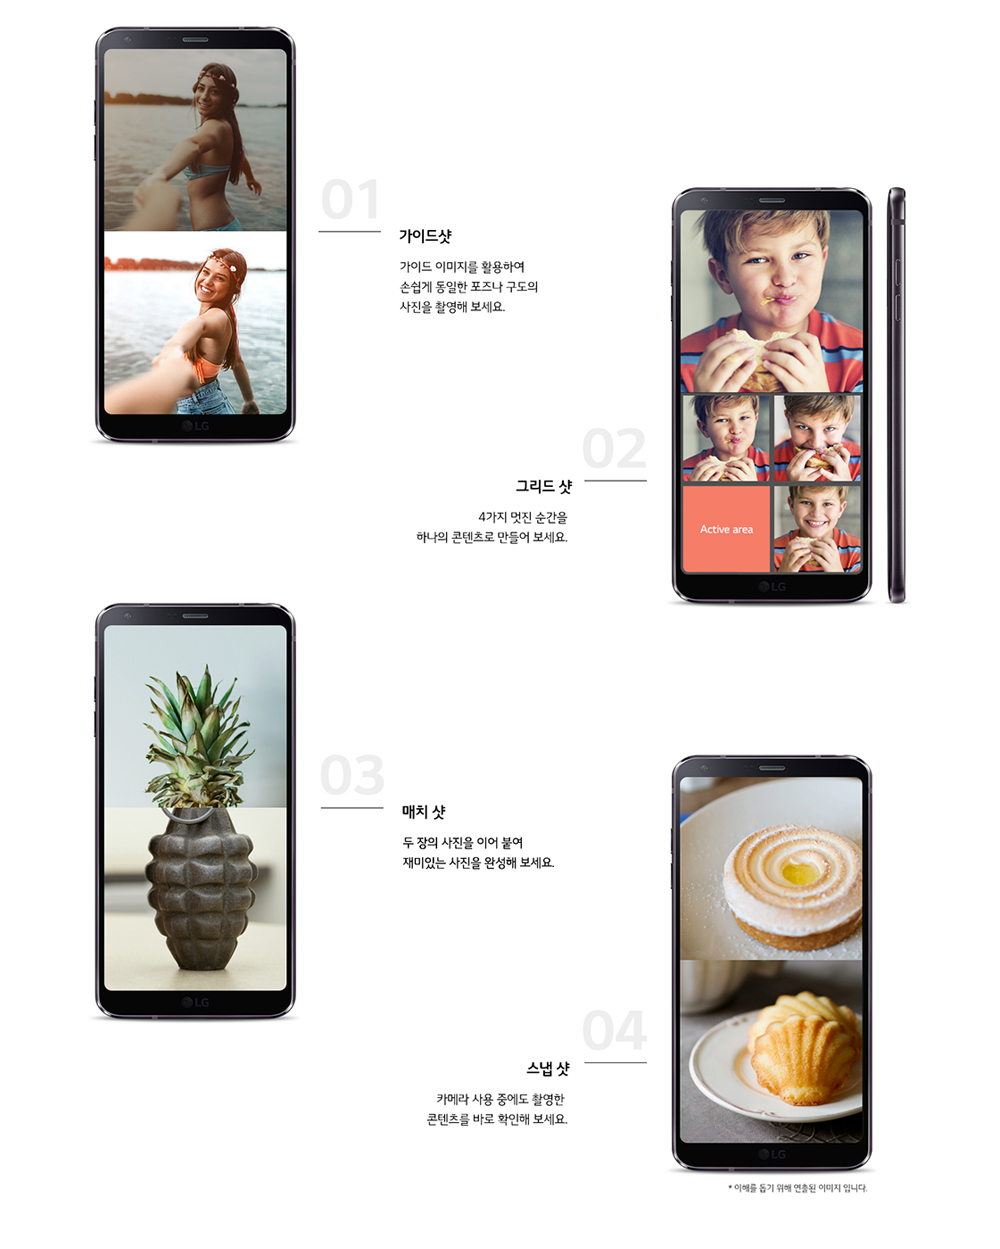 01
가이드샷
가이드 이미지를 활용하여
손쉽게 동일한 포즈나 구도의
사진을 촬영해 보세요.
LG
02
그리드 샷
4가지 멋진 순간을
하나의 콘텐츠로 만들어 보세요.
Active area
LG
03
매치 샷
두 장의 사진을 이어 붙여
재미있는 사진을 완성해 보세요.
LG
04
스냅 샷
카메라 사용 중에도 촬영한
콘텐츠를 바로 확인해 보세요.
LG
* 이해를 돕기 위해 연출된 이미지 입니다.